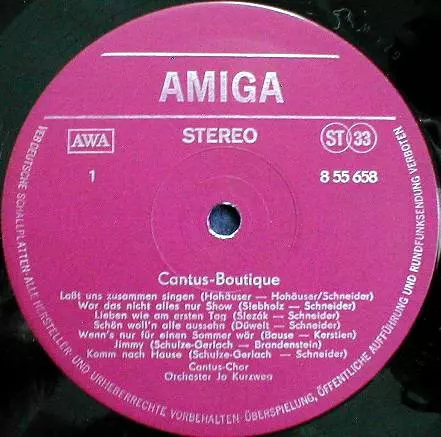 AMIGA
AWA
STEREO
ST 33
1
8 55 658
Cantus-Boutique
Laßt uns zusammen singen (Hohäuser — Hohäuser/Schneider)
War das nicht alles nur Show (Siebholz — Schneider)
Lieben wie am ersten Tag (Slezák — Schneider)
Schön woll'n alle aussehn (Düwelt — Schneider)
Wenn's nur für einen Sommer wär (Bause — Kerstien)
Jimmy (Schulze-Gerlach — Brandenstein)
Komm nach Hause (Schulze-Gerlach — Schneider)
Cantus-Chor
Orchester Jo Kurzweg
VEB DEUTSCHE SCHALLPLATTEN·ALLE HERSTELLER- UND URHEBERRECHTE VORBEHALTEN·ÜBERSPIELUNG, ÖFFENTLICHE AUFFÜHRUNG UND RUNDFUNKSENDUNG VERBOTEN